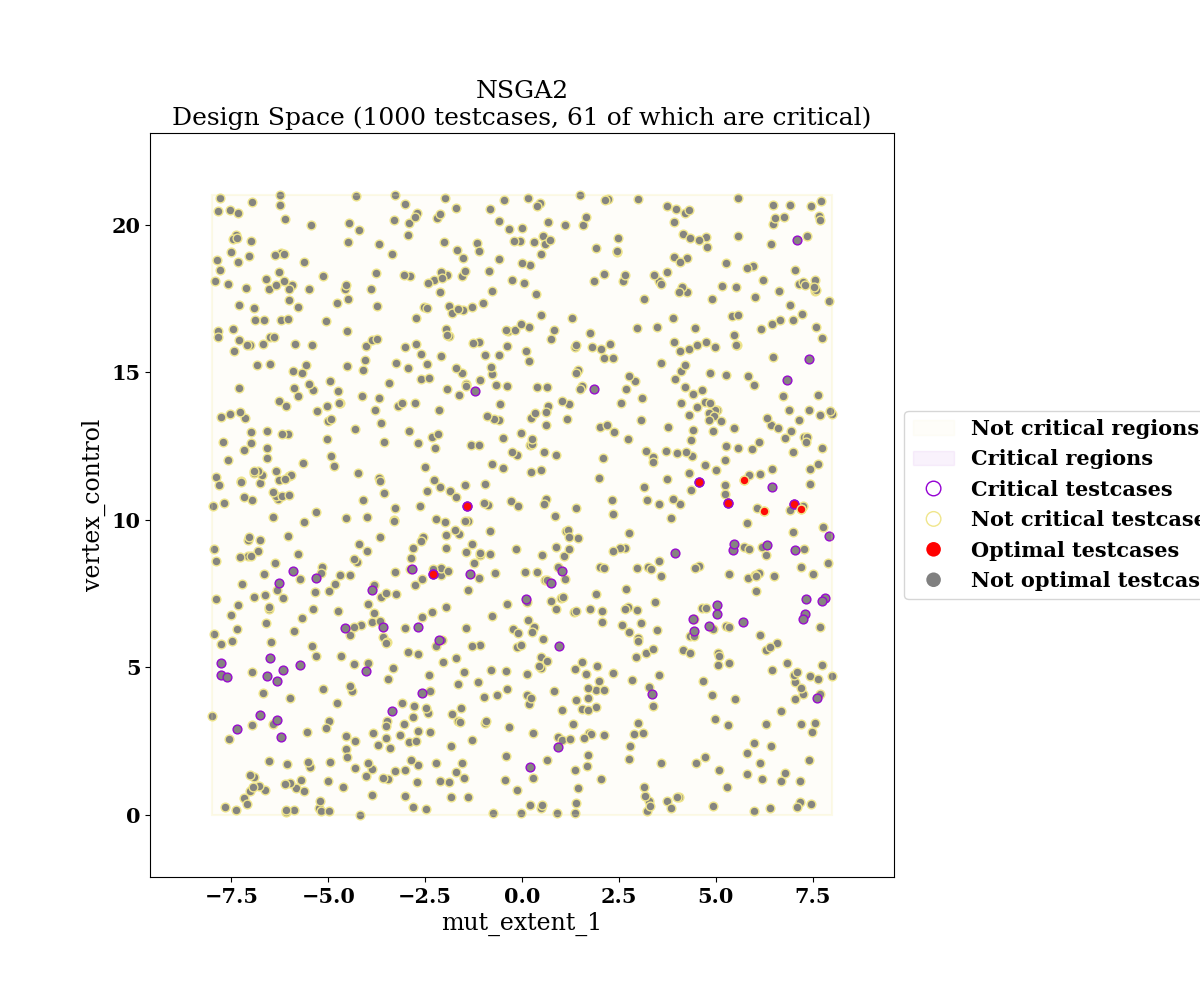 NSGA2
Design Space (1000 testcases, 61 of which are critical)
20
15
10
5
0
vertex_control
−7.5
−5.0
−2.5
0.0
2.5
5.0
7.5
mut_extent_1
Not critical regions
Critical regions
Critical testcases
Not critical testcase
Optimal testcases
Not optimal testcas